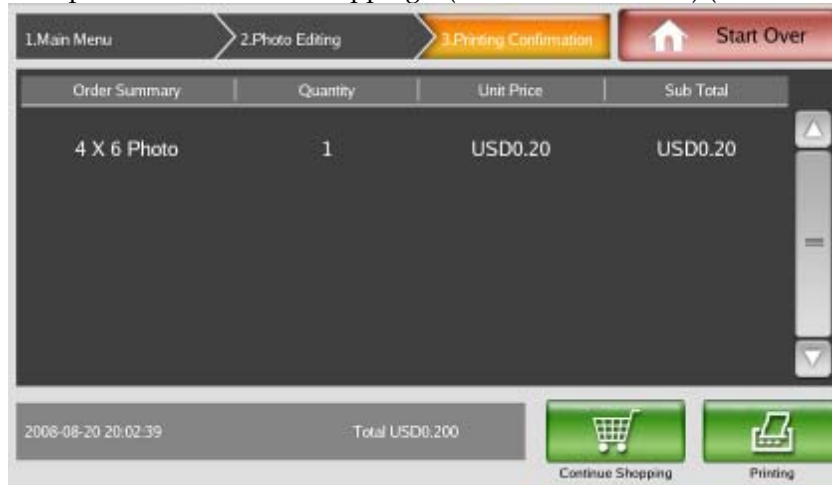 1.Main Menu 2.Photo Editing 3.Printing Confirmation Start Over
Order Summary Quantity Unit Price Sub Total
4 X 6 Photo 1 USD0.20 USD0.20
2008-08-20 20:02:39 Total USD0.200
Continue Shopping Printing